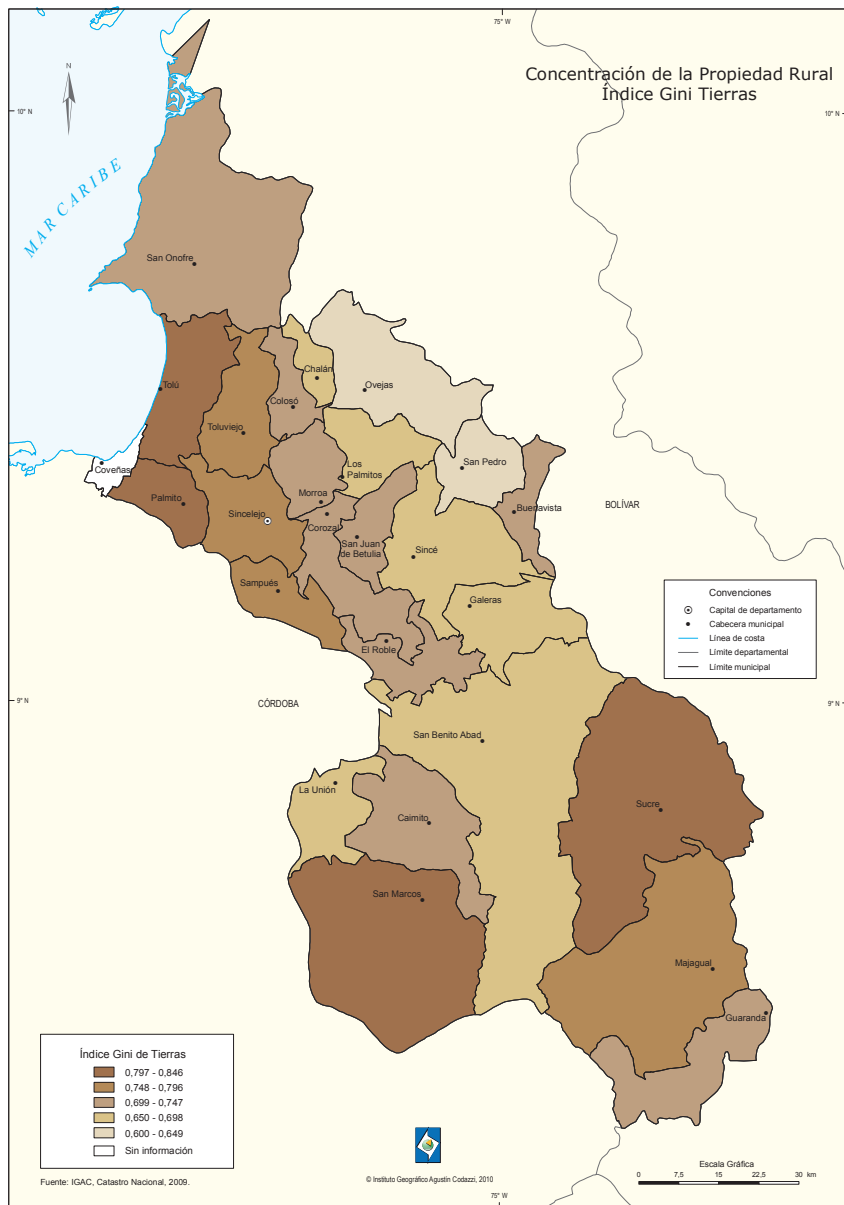 75° W
Concentración de la Propiedad Rural
Índice Gini Tierras
N
10° N
10° N
MAR CARIBE
San Onofre
Chalán
Tolú
Ovejas
Colosó
Toluviejo
Coveñas
Los
Palmitos
San Pedro
Palmito
Morroa
Buenavista
BOLÍVAR
Sincelejo
Corozal
San Juan
de Betulia
Sincé
Sampués
Galeras
El Roble
Convenciones
Capital de departamento
Cabecera municipal
Línea de costa
Límite departamental
Límite municipal
9° N
9° N
CÓRDOBA
San Benito Abad
La Unión
Caimito
Sucre
San Marcos
Majagual
Guaranda
Índice Gini de Tierras
0,797 - 0,846
0,748 - 0,796
0,699 - 0,747
0,650 - 0,698
0,600 - 0,649
Sin información
Fuente: IGAC, Catastro Nacional, 2009.
© Instituto Geográfico Agustín Codazzi, 2010
Escala Gráfica
0 7,5 15 22,5 30 km
75° W